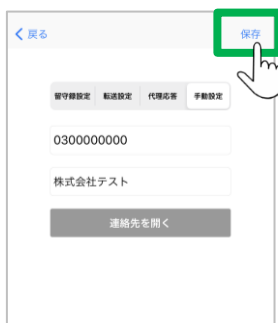 戻る
保存
留守録設定 転送設定 代理応答 手動設定
0300000000
株式会社テスト
連絡先を開く